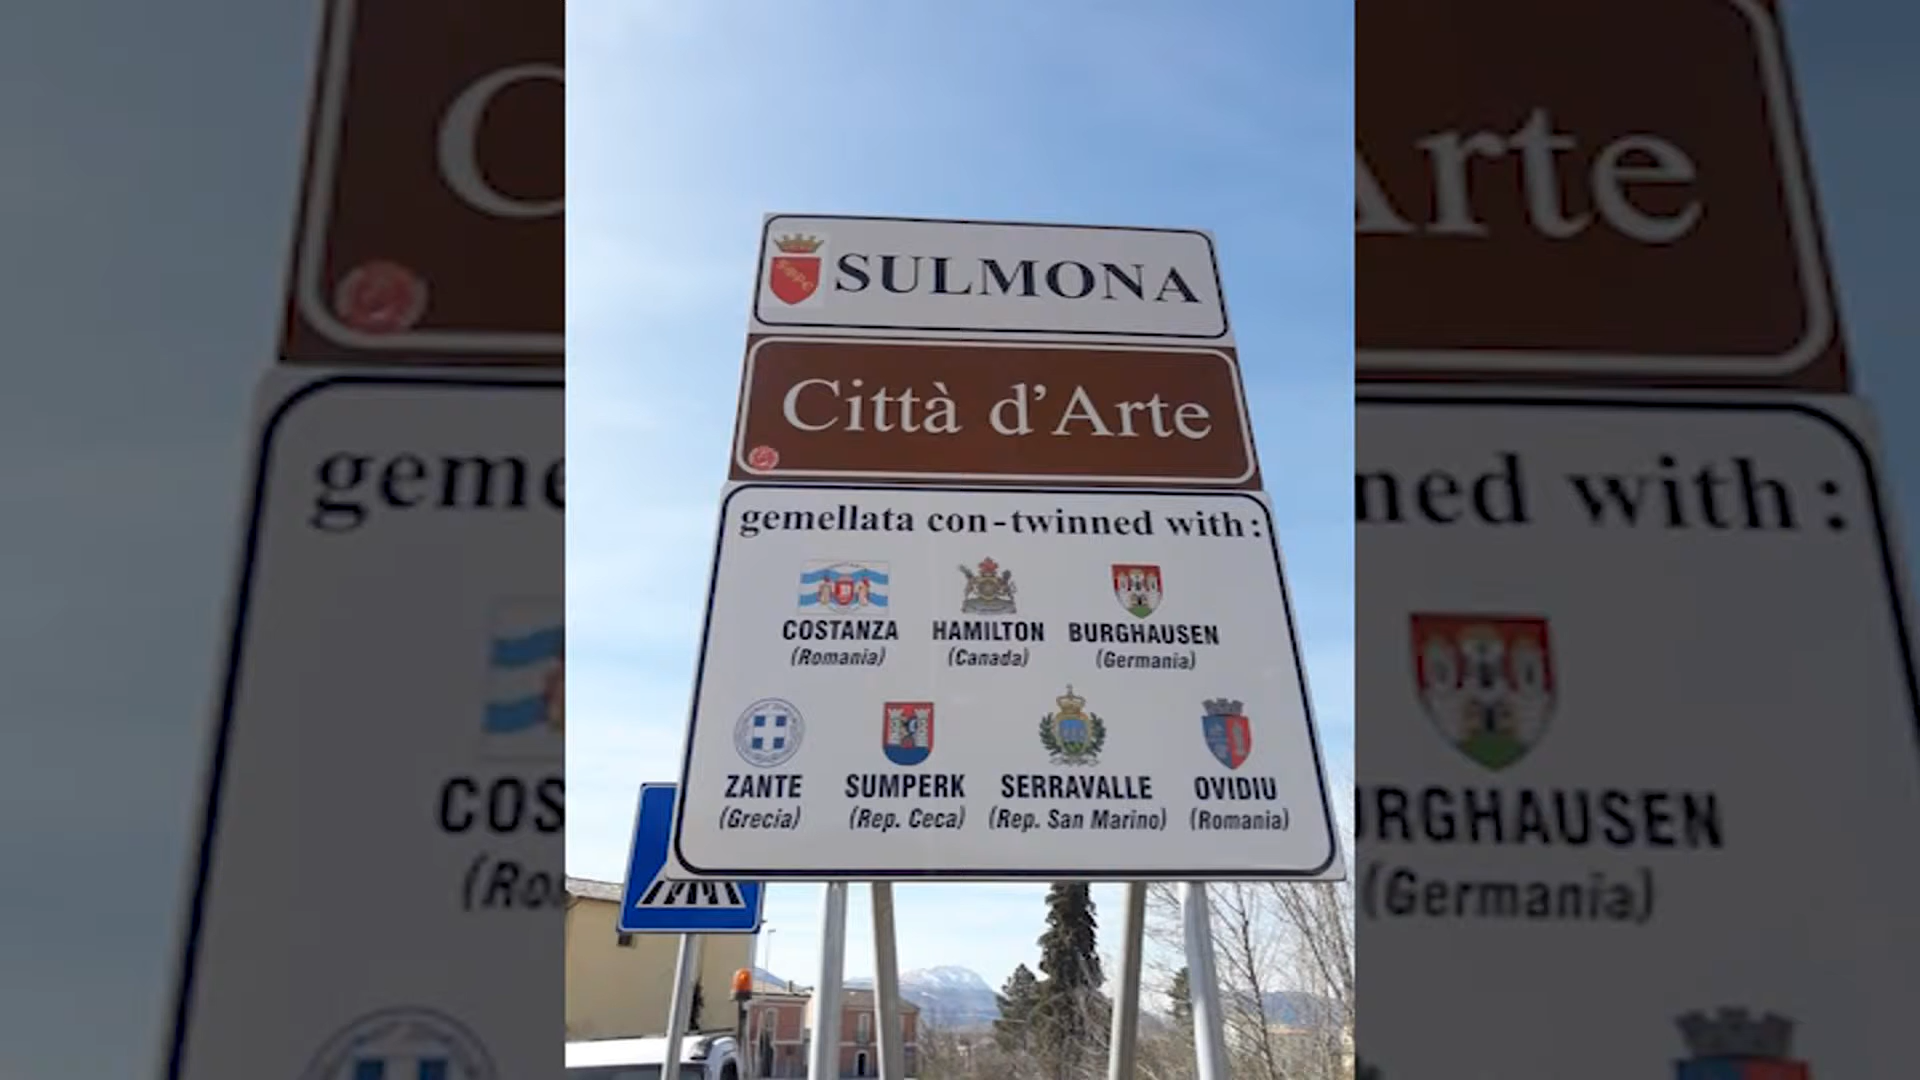 SULMONA
Città d'Arte
gemellata con-twinned with:
COSTANZA HAMILTON BURGHAUSEN
(Romania) (Canada) (Germania)
ZANTE SUMPERK SERRAVALLE OVIDIU
(Grecia) (Rep. Ceca) (Rep. San Marino) (Romania)